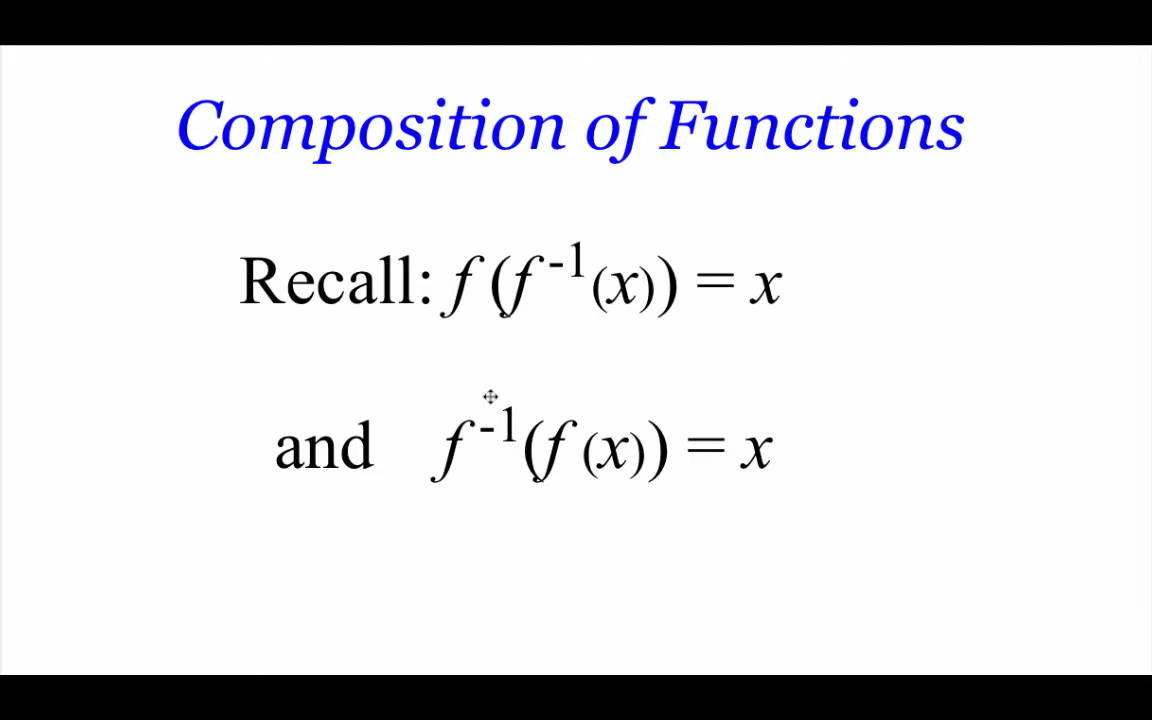 Composition of Functions
Recall: f (f ⁻¹(x)) = x
and f ⁻¹(f (x)) = x